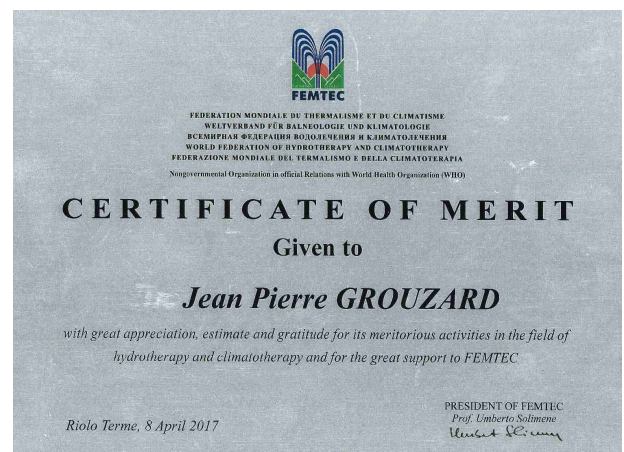 FEMTEC
FEDERATION MONDIALE DU THERMALISME ET DU CLIMATISME
WELTVERBAND FÜR BALNEOLOGIE UND KLIMATOLOGIE
ВСЕМИРНАЯ ФЕДЕРАЦИЯ ВОДОЛЕЧЕНИЯ И КЛИМАТОЛЕЧЕНИЯ
WORLD FEDERATION OF HYDROTHERAPY AND CLIMATOTHERAPY
FEDERAZIONE MONDIALE DEL TERMALISMO E DELLA CLIMATOTERAPIA
Nongovernmental Organization in official Relations with World Health Organization (WHO)
CERTIFICATE OF MERIT
Given to
Jean Pierre GROUZARD
with great appreciation, estimate and gratitude for its meritorious activities in the field of
hydrotherapy and climatotherapy and for the great support to FEMTEC
PRESIDENT OF FEMTEC
Prof. Umberto Solimene
Riolo Terme, 8 April 2017